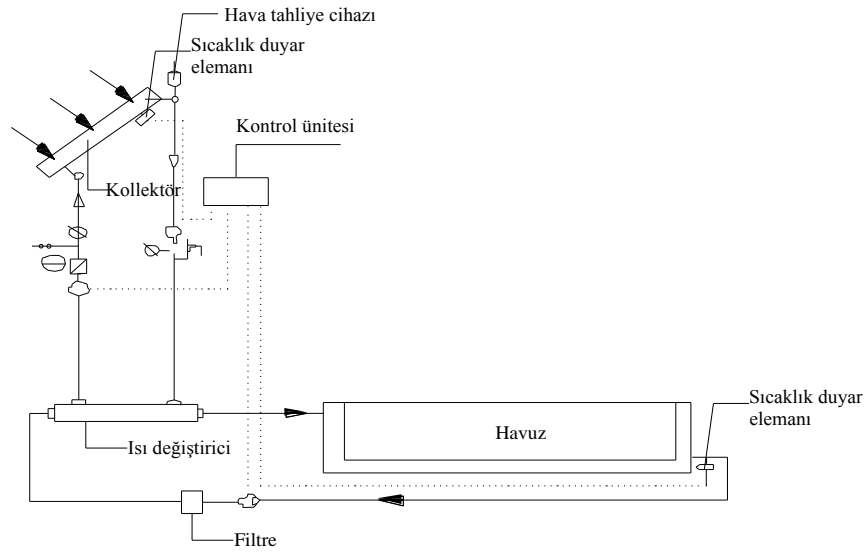 Hava tahliye cihazı
Sıcaklık duyar
elemanı
Kontrol ünitesi
Kollektör
Sıcaklık duyar
elemanı
Havuz
Isı değiştirici
Filtre